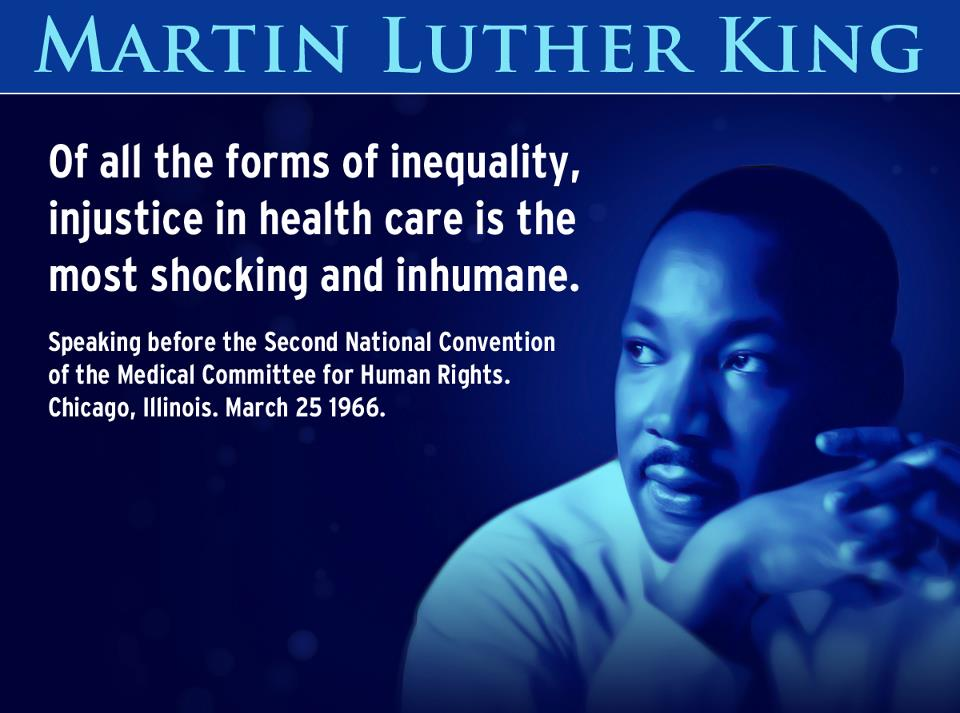 MARTIN LUTHER KING
Of all the forms of inequality,
injustice in health care is the
most shocking and inhumane.
Speaking before the Second National Convention
of the Medical Committee for Human Rights.
Chicago, Illinois. March 25 1966.